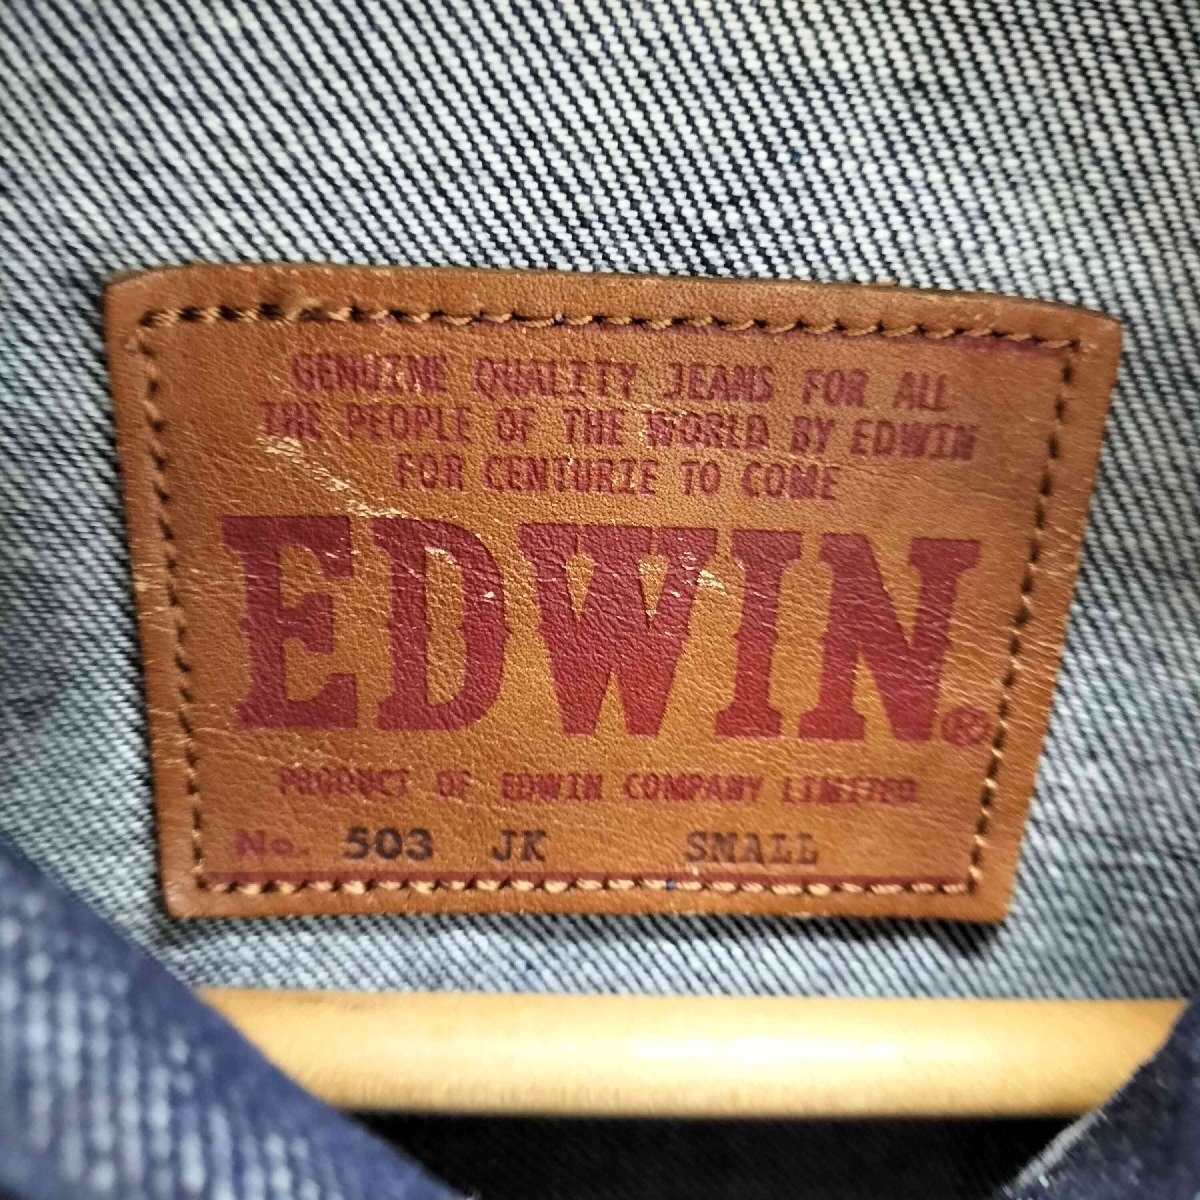 GENUINE QUALITY JEANS FOR ALL
THE PEOPLE OF THE WORLD BY EDWIN
FOR CENTURIE TO COME
EDWIN®
PRODUCT OF EDWIN COMPANY LIMITED
No. 503 JK SMALL